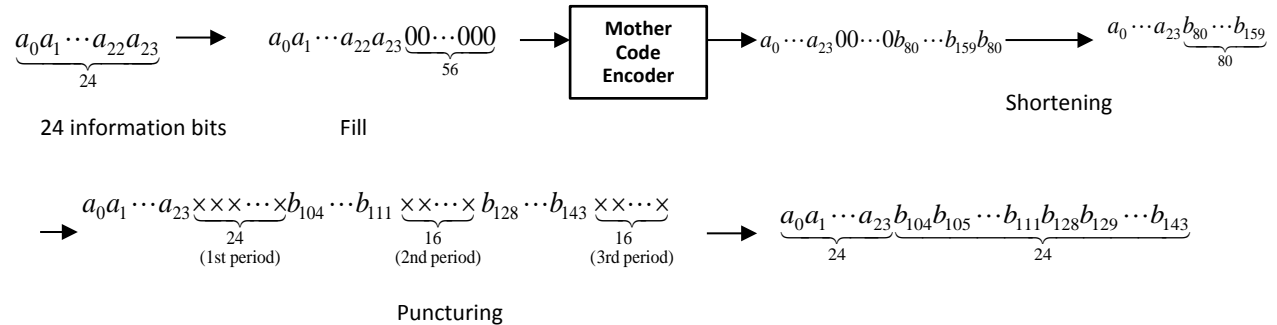 a₀a₁⋯a₂₂a₂₃
24
24 information bits
a₀a₁⋯a₂₂a₂₃00⋯000
56
Fill
Mother
Code
Encoder
a₀⋯a₂₃00⋯0b₈₀⋯b₁₅₉b₈₀
a₀⋯a₂₃b₈₀⋯b₁₅₉
80
Shortening
a₀a₁⋯a₂₃×××⋯×b₁₀₄⋯b₁₁₁ ××⋯× b₁₂₈⋯b₁₄₃ ××⋯×
24 16 16
(1st period) (2nd period) (3rd period)
Puncturing
a₀a₁⋯a₂₃b₁₀₄b₁₀₅⋯b₁₁₁b₁₂₈b₁₂₉⋯b₁₄₃
24 24